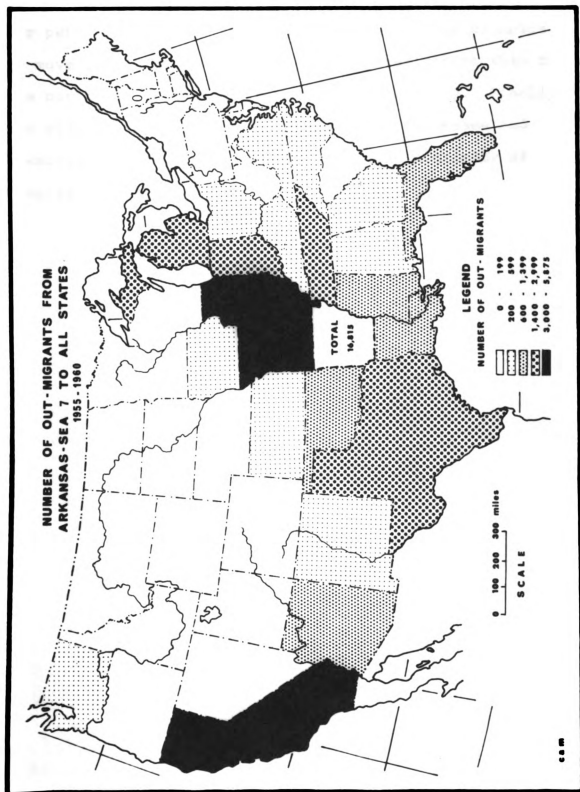 NUMBER OF OUT-MIGRANTS FROM
ARKANSAS-SEA 7 TO ALL STATES
1955-1960
TOTAL
16,815
LEGEND
NUMBER OF OUT-MIGRANTS
0 - 199
200 - 599
600 - 1,399
1,400 - 2,999
3,000 - 5,875
0 100 200 300 miles
SCALE
cam